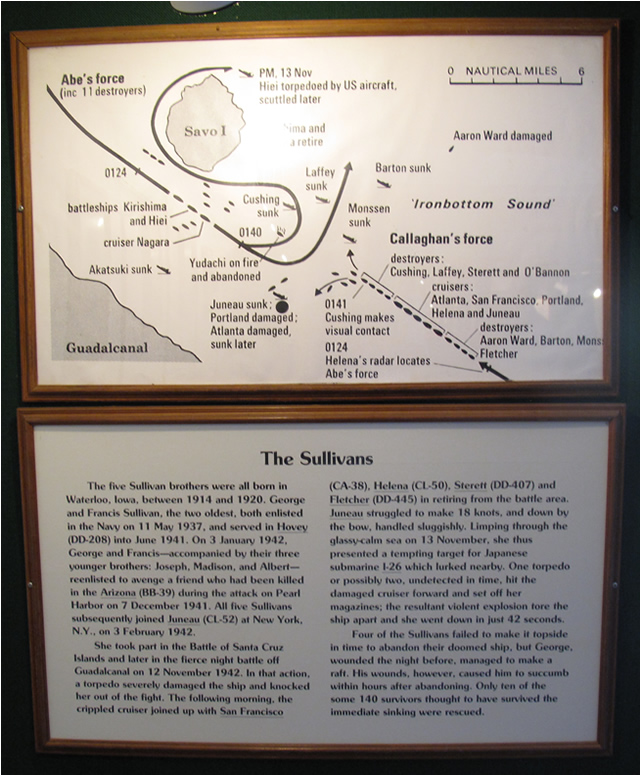 Abe's force
(inc 11 destroyers)
PM, 13 Nov
Hiei torpedoed by US aircraft,
scuttled later
0 NAUTICAL MILES 6
Savo I
and
retire
Aaron Ward damaged
0124
Laffey
sunk
Barton sunk
battleships Kirishima
and Hiei
Cushing
sunk
Monssen
sunk
'Ironbottom Sound'
cruiser Nagara
0140
Callaghan's force
Akatsuki sunk
Yudachi on fire
and abandoned
destroyers:
Cushing, Laffey, Sterett and O'Bannon
cruisers:
Atlanta, San Francisco, Portland,
Helena and Juneau
destroyers:
Aaron Ward, Barton, Mons
Fletcher
Juneau sunk;
Portland damaged;
Atlanta damaged,
sunk later
0141
Cushing makes
visual contact
0124
Helena's radar locates
Abe's force
Guadalcanal
The Sullivans
The five Sullivan brothers were all born in
Waterloo, Iowa, between 1914 and 1920. George
and Francis Sullivan, the two oldest, both enlisted
in the Navy on 11 May 1937, and served in Hovey
(DD-208) into June 1941. On 3 January 1942,
George and Francis—accompanied by their three
younger brothers: Joseph, Madison, and Albert—
reenlisted to avenge a friend who had been killed
in the Arizona (BB-39) during the attack on Pearl
Harbor on 7 December 1941. All five Sullivans
subsequently joined Juneau (CL-52) at New York,
N.Y., on 3 February 1942.
She took part in the Battle of Santa Cruz
Islands and later in the fierce night battle off
Guadalcanal on 12 November 1942. In that action,
a torpedo severely damaged the ship and knocked
her out of the fight. The following morning, the
crippled cruiser joined up with San Francisco
(CA-38), Helena (CL-50), Sterett (DD-407) and
Fletcher (DD-445) in retiring from the battle area.
Juneau struggled to make 18 knots, and down by
the bow, handled sluggishly. Limping through the
glassy-calm sea on 13 November, she thus
presented a tempting target for Japanese
submarine I-26 which lurked nearby. One torpedo
or possibly two, undetected in time, hit the
damaged cruiser forward and set off her
magazines; the resultant violent explosion tore the
ship apart and she went down in just 42 seconds.
Four of the Sullivans failed to make it topside
in time to abandon their doomed ship, but George,
wounded the night before, managed to make a
raft. His wounds, however, caused him to succumb
within hours after abandoning. Only ten of the
some 140 survivors thought to have survived the
immediate sinking were rescued.